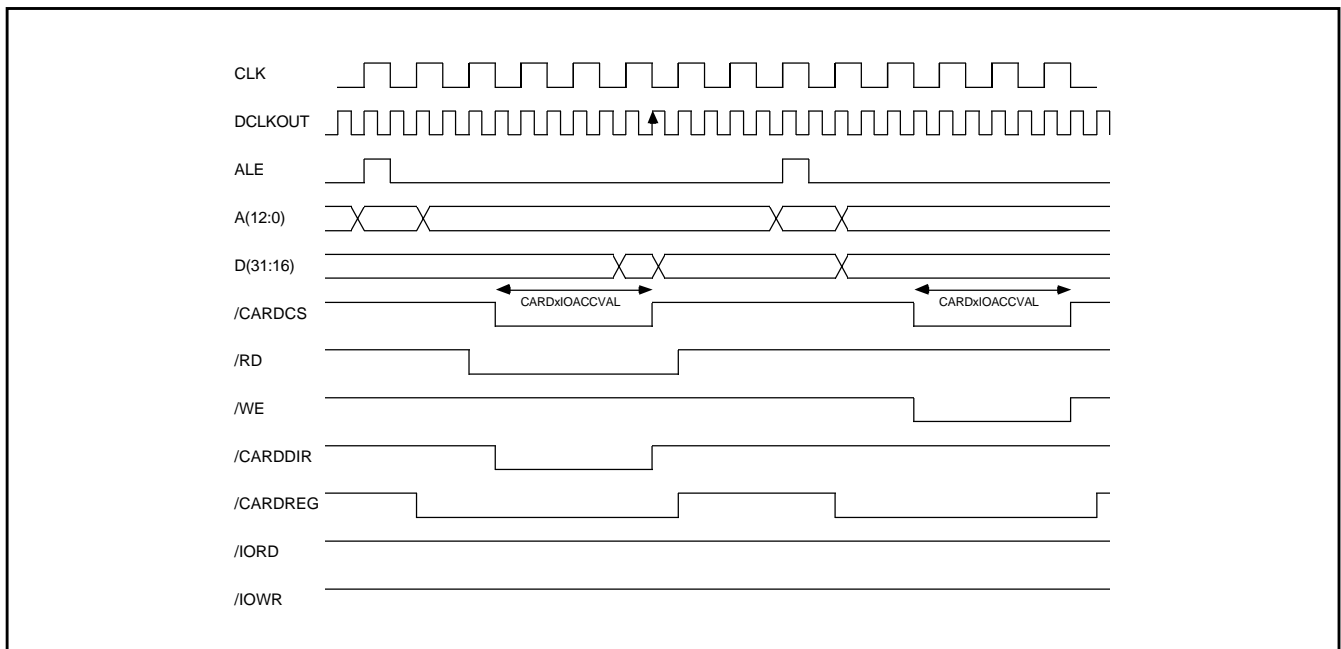 CLK
DCLKOUT
ALE
A(12:0)
D(31:16)
CARDxIOACCVAL CARDxIOACCVAL
/CARDCS
/RD
/WE
/CARDDIR
/CARDREG
/IORD
/IOWR